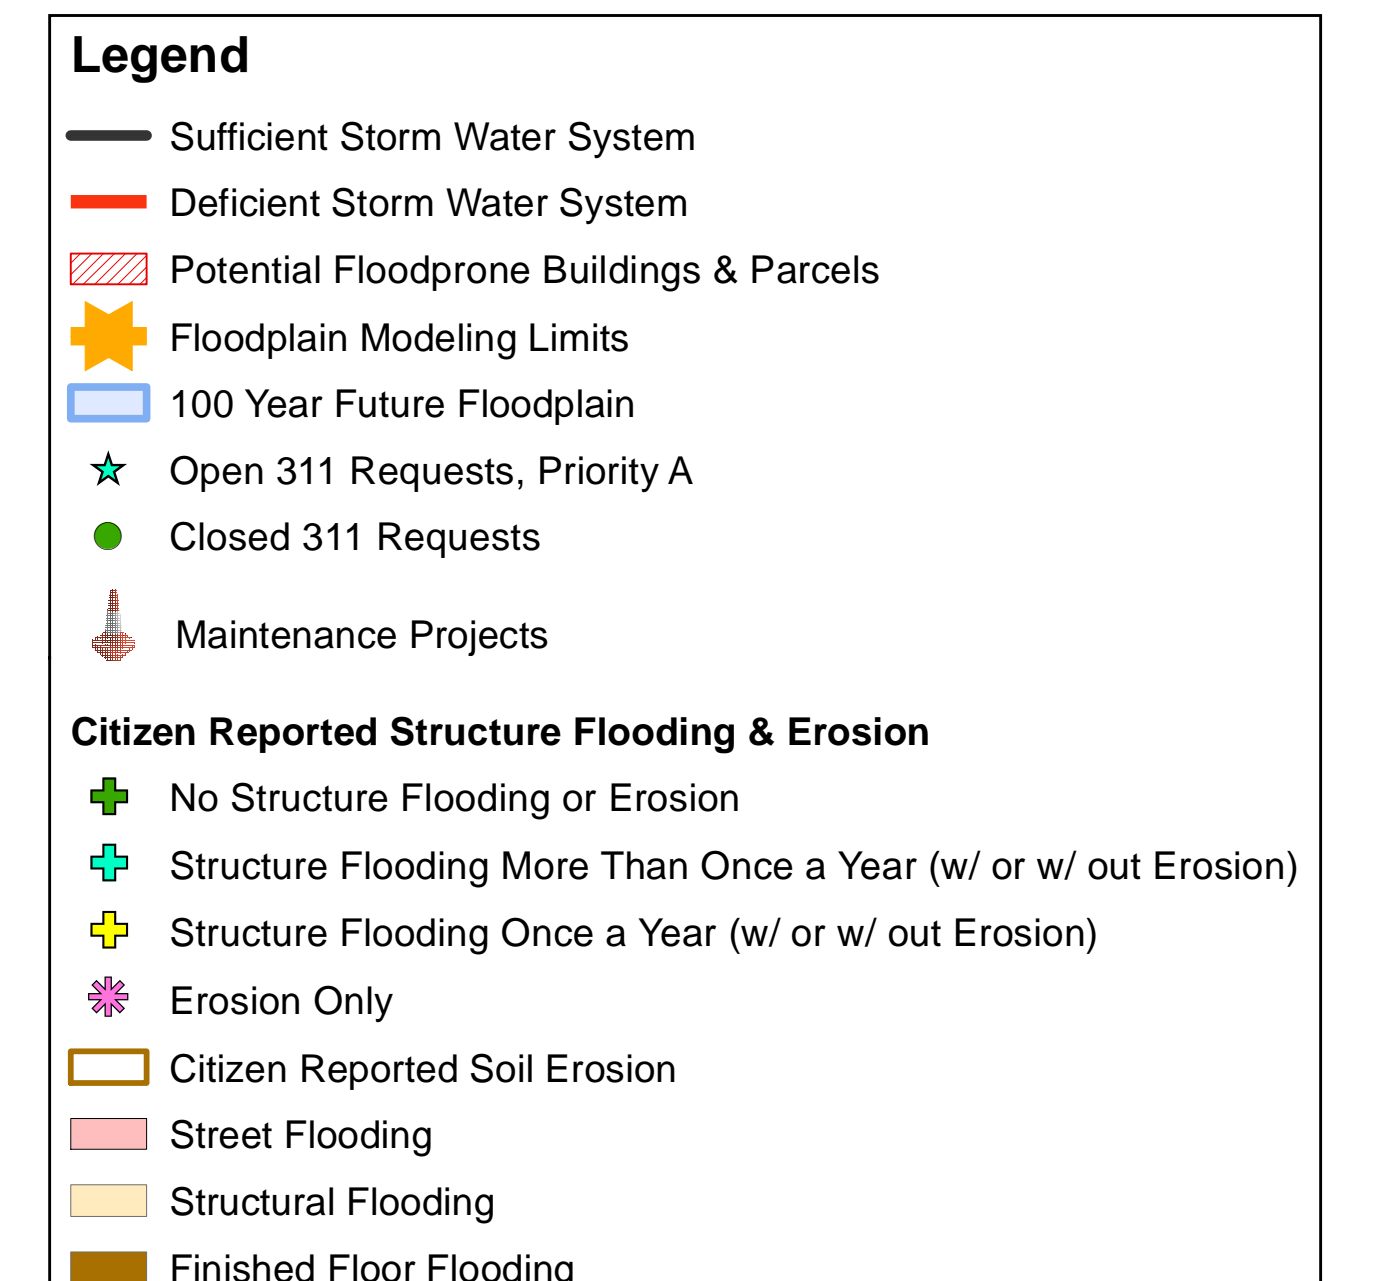 Legend
Sufficient Storm Water System
Deficient Storm Water System
Potential Floodprone Buildings & Parcels
Floodplain Modeling Limits
100 Year Future Floodplain
Open 311 Requests, Priority A
Closed 311 Requests
Maintenance Projects
Citizen Reported Structure Flooding & Erosion
No Structure Flooding or Erosion
Structure Flooding More Than Once a Year (w/ or w/ out Erosion)
Structure Flooding Once a Year (w/ or w/ out Erosion)
Erosion Only
Citizen Reported Soil Erosion
Street Flooding
Structural Flooding
Finished Floor Flooding